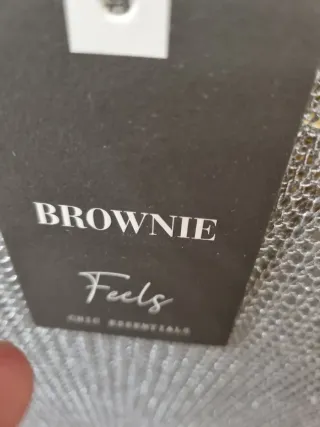 BROWNIE
Feels
CHIC ESSENTIALS